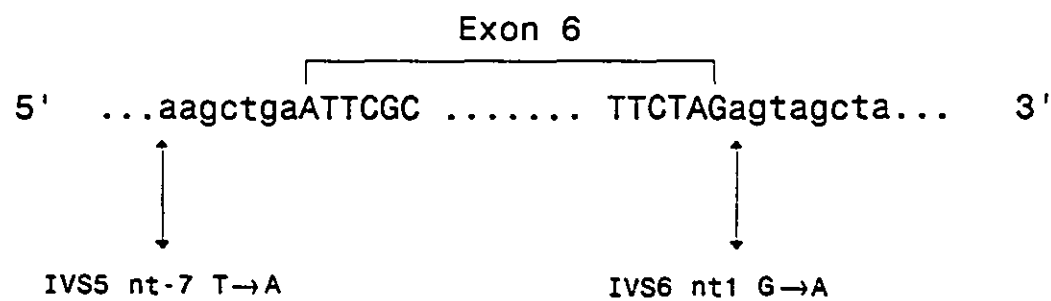 Exon 6
5' ...aagctgaATTCGC ....... TTCTAGagtagcta... 3'
IVS5 nt-7 T→A IVS6 nt1 G→A